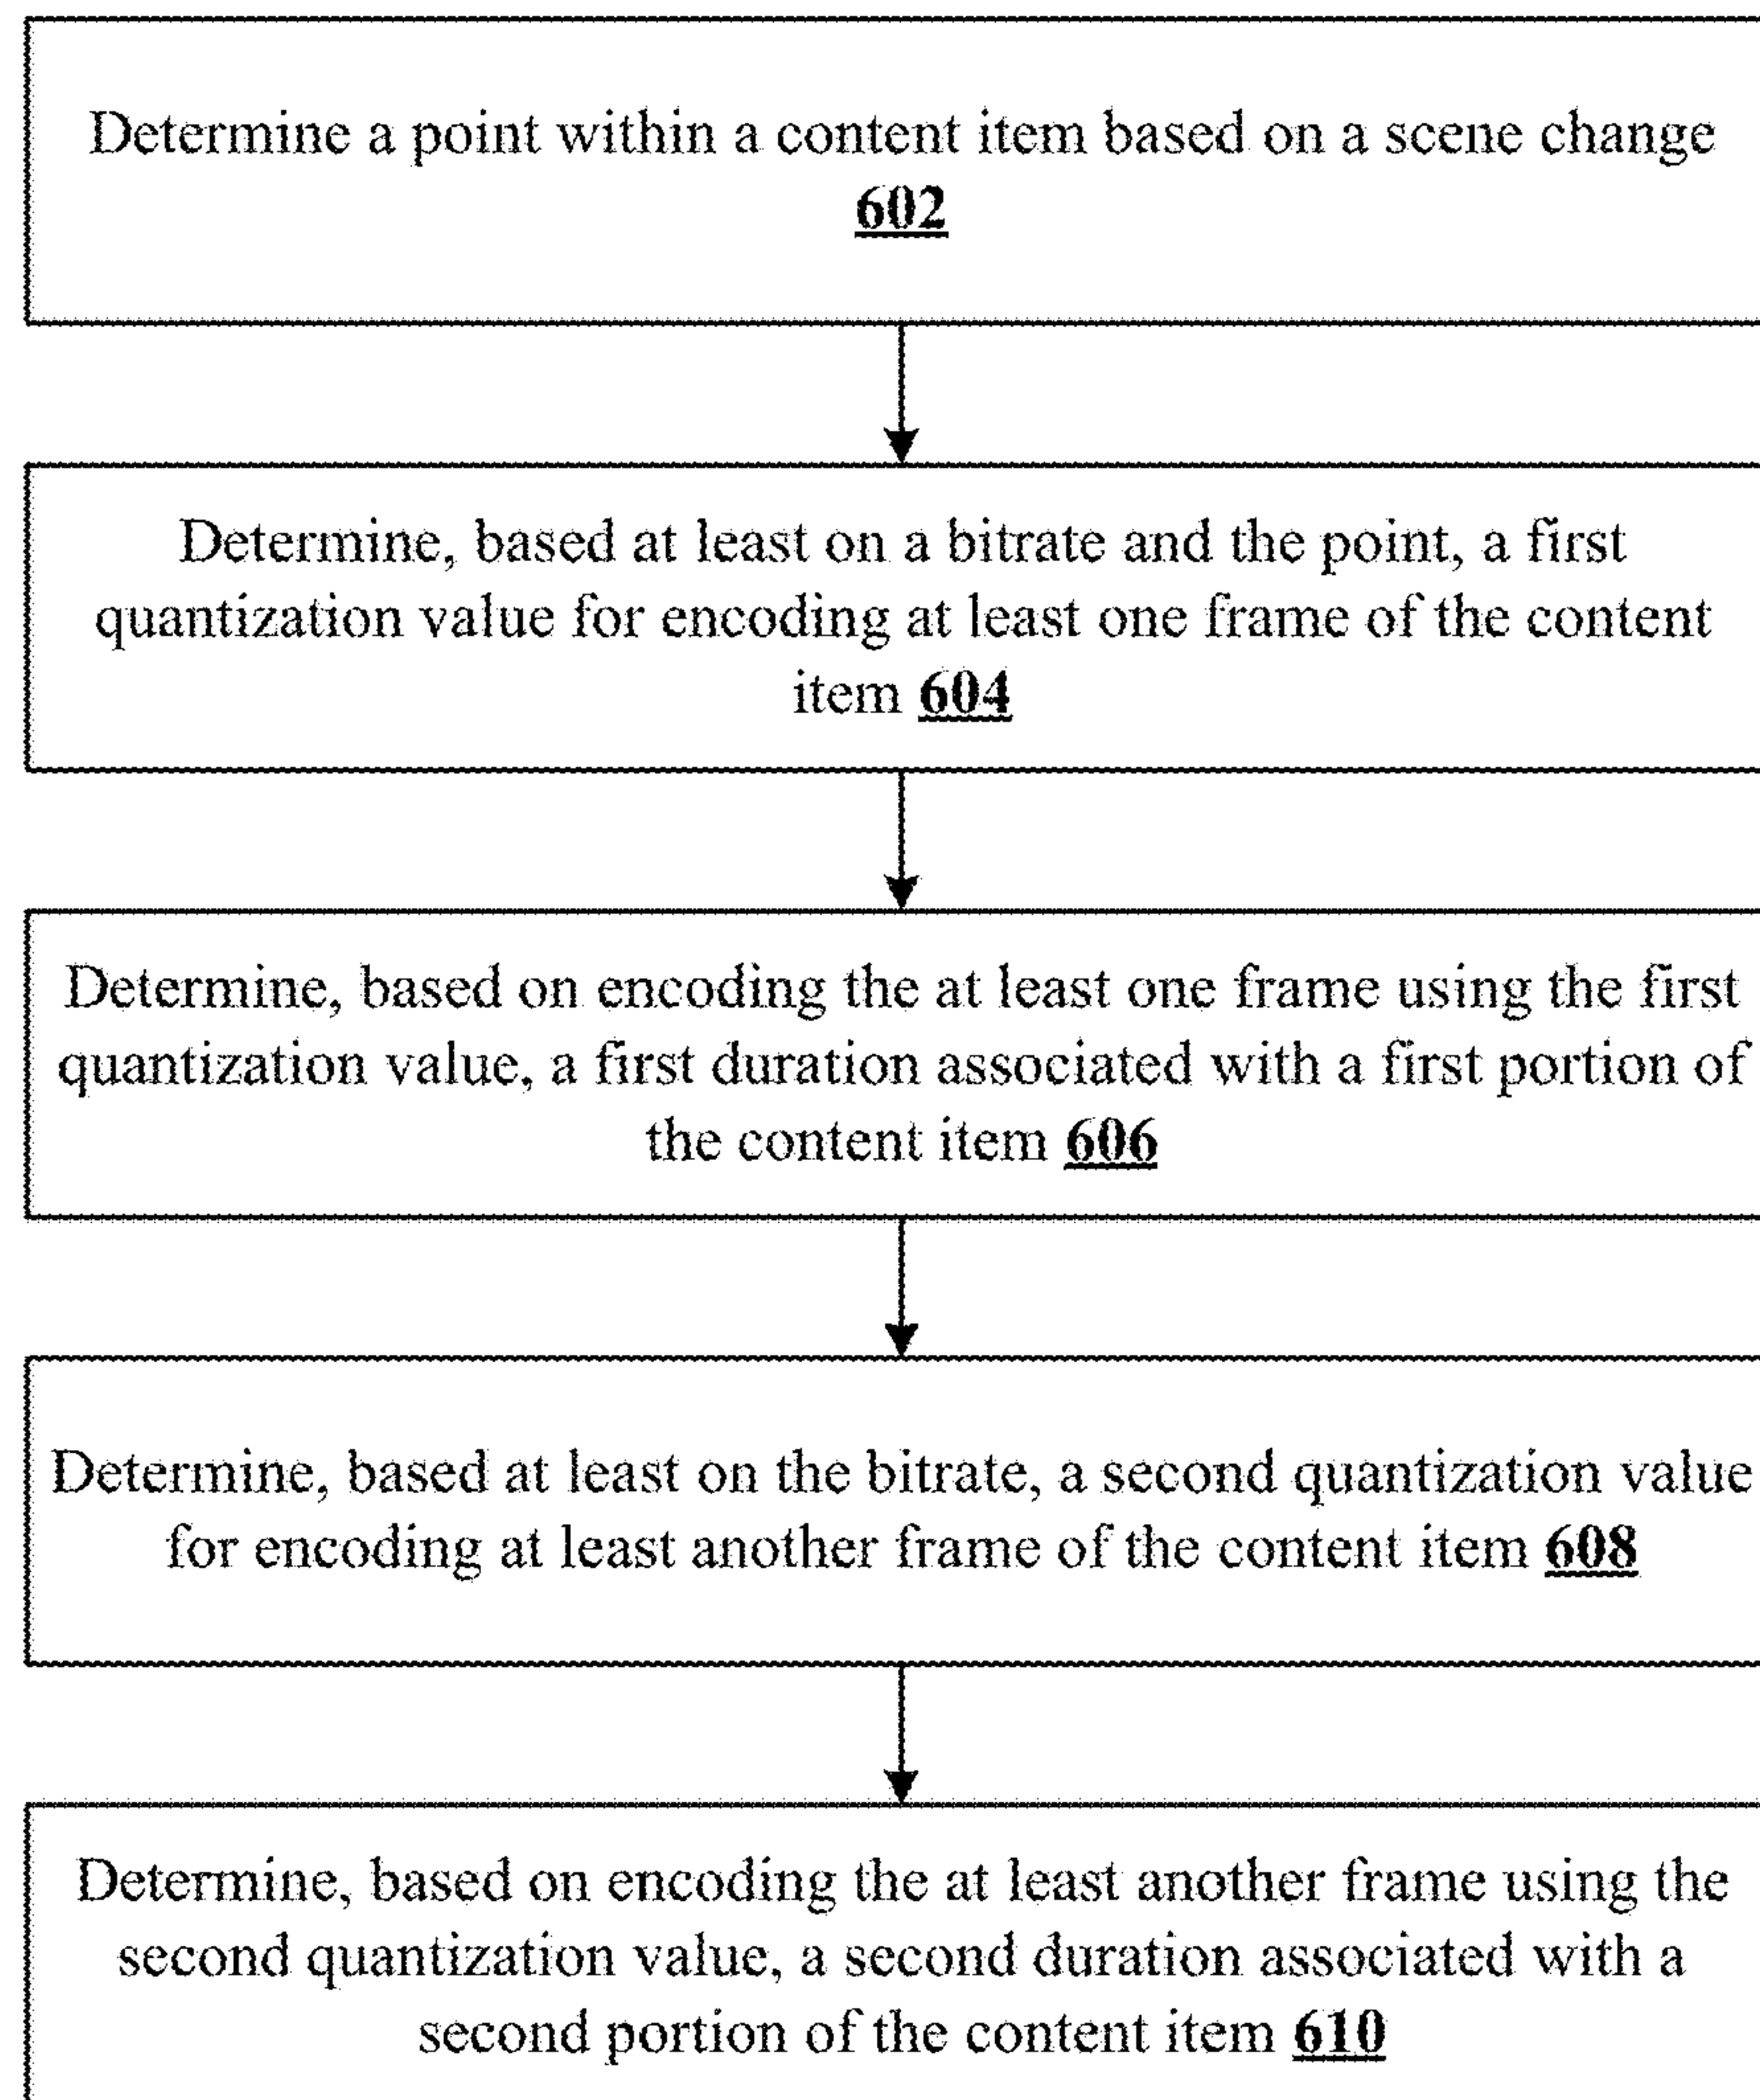 Determine a point within a content item based on a scene change
602
Determine, based at least on a bitrate and the point, a first
quantization value for encoding at least one frame of the content
item 604
Determine, based on encoding the at least one frame using the first
quantization value, a first duration associated with a first portion of
the content item 606
Determine, based at least on the bitrate, a second quantization value
for encoding at least another frame of the content item 608
Determine, based on encoding the at least another frame using the
second quantization value, a second duration associated with a
second portion of the content item 610